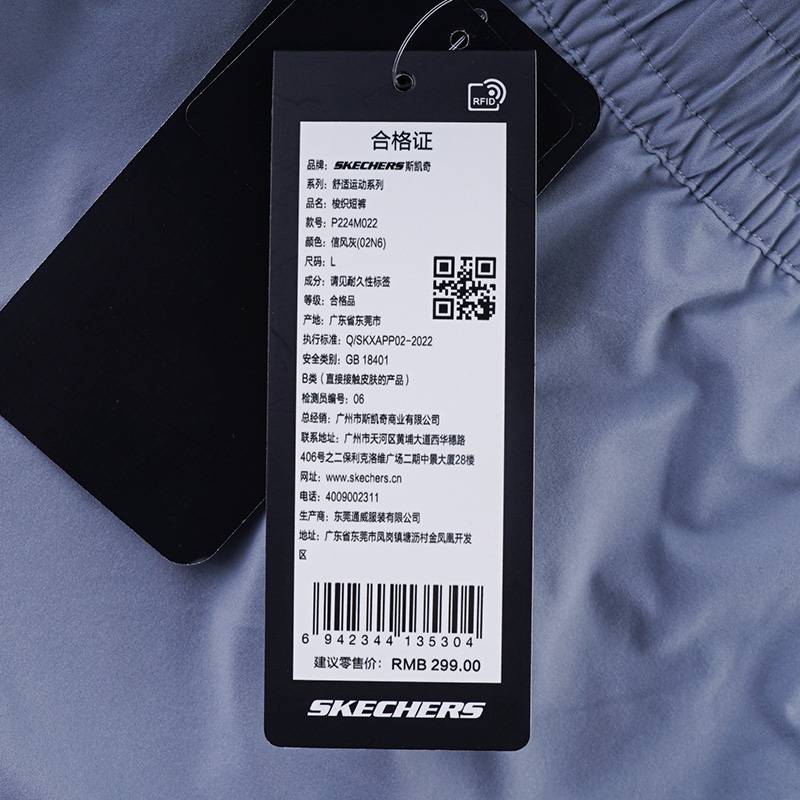 RFID
合格证
品牌: SKECHERS 斯凯奇
系列: 舒适运动系列
品名: 梭织短裤
款号: P224M022
颜色: 信风灰(02N6)
尺码: L
成分: 请见耐久性标签
等级: 合格品
产地: 广东省东莞市
执行标准: Q/SKXAPP02-2022
安全类别: GB 18401
B类 (直接接触皮肤的产品)
检测员编号: 06
总经销: 广州市斯凯奇商业有限公司
联系地址: 广州市天河区黄埔大道西华穗路
406号之二保利克洛维广场二期中景大厦28楼
网址: www.skechers.cn
电话: 4009002311
生产商: 东莞通威服装有限公司
地址: 广东省东莞市凤岗镇塘沥村金凤凰开发
区
6 942344 135304
建议零售价: RMB 299.00
SKECHERS